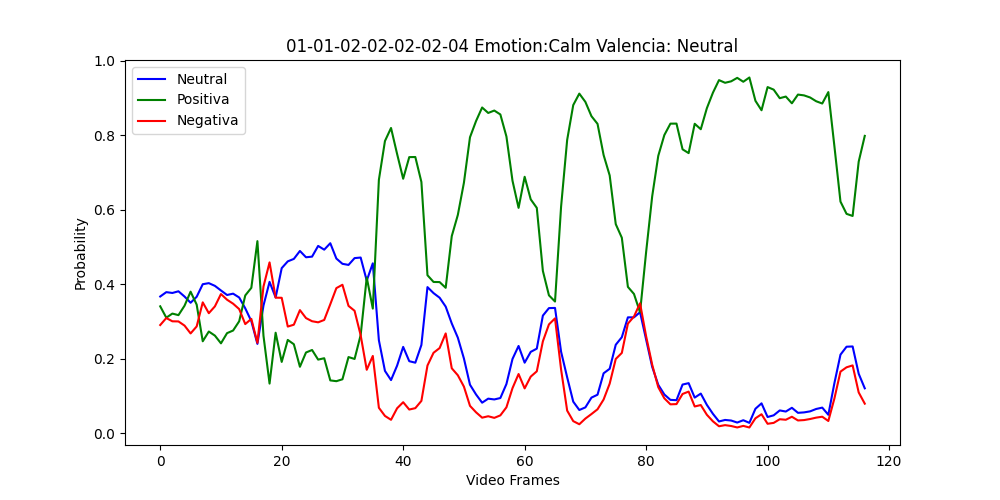 01-01-02-02-02-02-04 Emotion:Calm Valencia: Neutral
Neutral
Positiva
Negativa
Probability
1.0
0.8
0.6
0.4
0.2
0.0
0 20 40 60 80 100 120
Video Frames